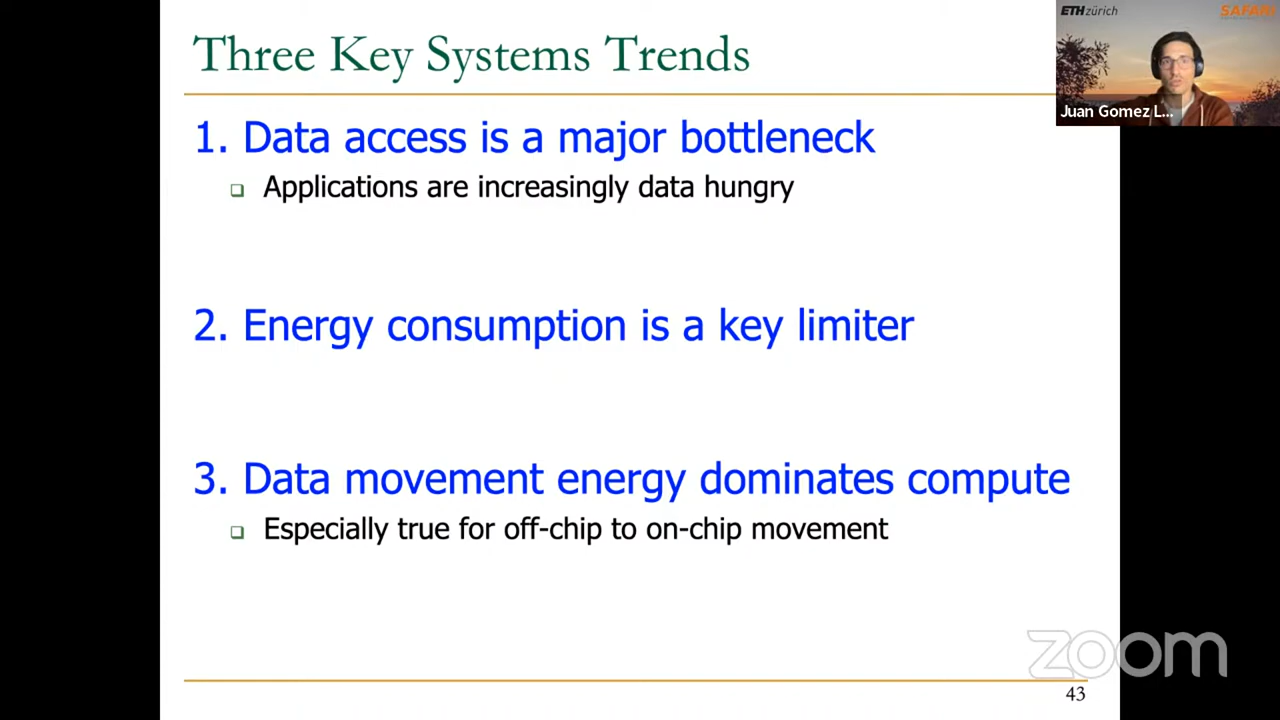 Three Key Systems Trends
ETH zürich
SAFARI
Juan Gomez L...
1. Data access is a major bottleneck
Applications are increasingly data hungry
2. Energy consumption is a key limiter
3. Data movement energy dominates compute
Especially true for off-chip to on-chip movement
zoom
43